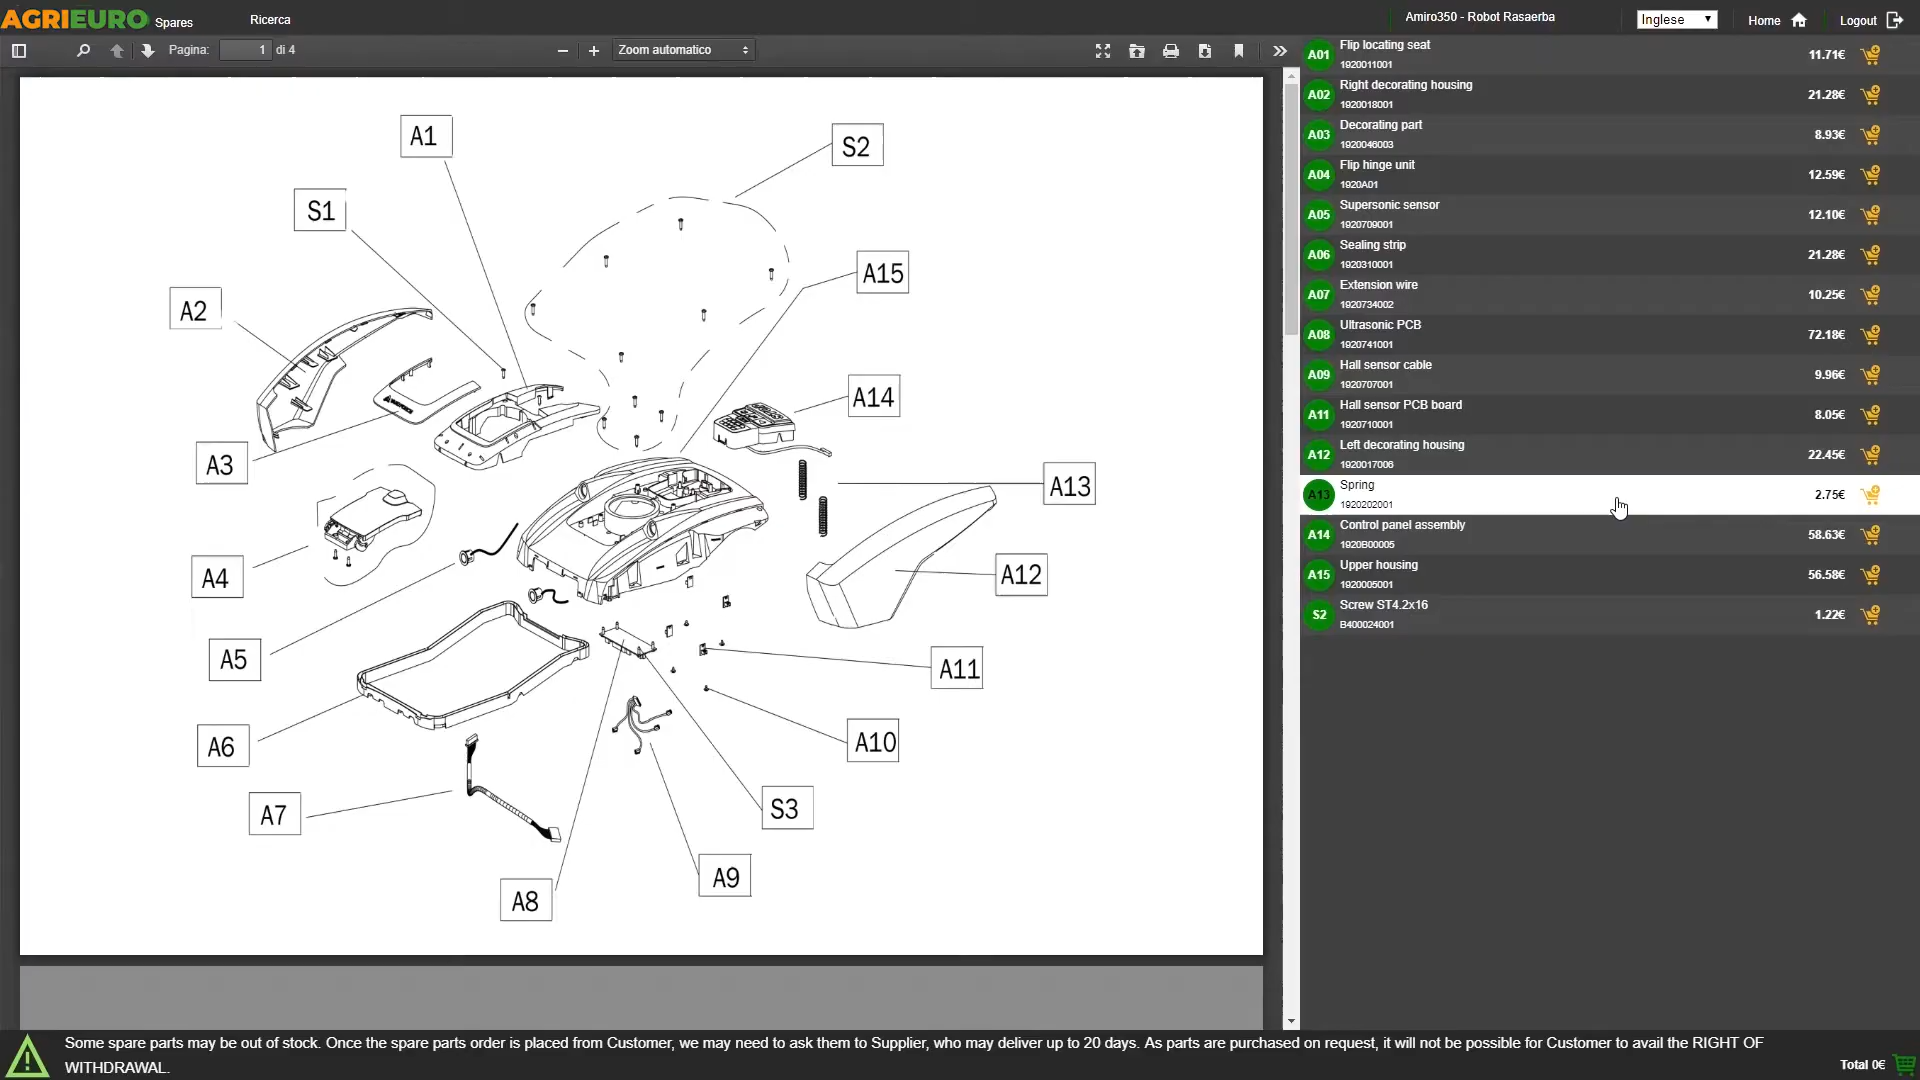 AGRIEURO Spares
Ricerca
Amiro350 - Robot Rasaerba
Inglese
Home
Logout
Pagina: 1 di 4
Zoom automatico
A1
S2
S1
A15
A2
A14
A3
A13
A4
A12
A5
A11
A6
A10
A7
S3
A9
A8
A01 Flip locating seat 11.71€
1920011001
A02 Right decorating housing 21.28€
1920018001
A03 Decorating part 8.93€
1920046003
A04 Flip hinge unit 12.59€
1920A01
A05 Supersonic sensor 12.10€
1920709001
A06 Sealing strip 21.28€
1920310001
A07 Extension wire 10.25€
1920734002
A08 Ultrasonic PCB 72.18€
1920741001
A09 Hall sensor cable 9.96€
1920707001
A11 Hall sensor PCB board 8.05€
1920710001
A12 Left decorating housing 22.45€
1920017006
A13 Spring 2.75€
1920202001
A14 Control panel assembly 58.63€
1920B00005
A15 Upper housing 56.58€
1920005001
S2 Screw ST4.2x16 1.22€
B400024001
Some spare parts may be out of stock. Once the spare parts order is placed from Customer, we may need to ask them to Supplier, who may deliver up to 20 days. As parts are purchased on request, it will not be possible for Customer to avail the RIGHT OF
WITHDRAWAL.
Total 0€